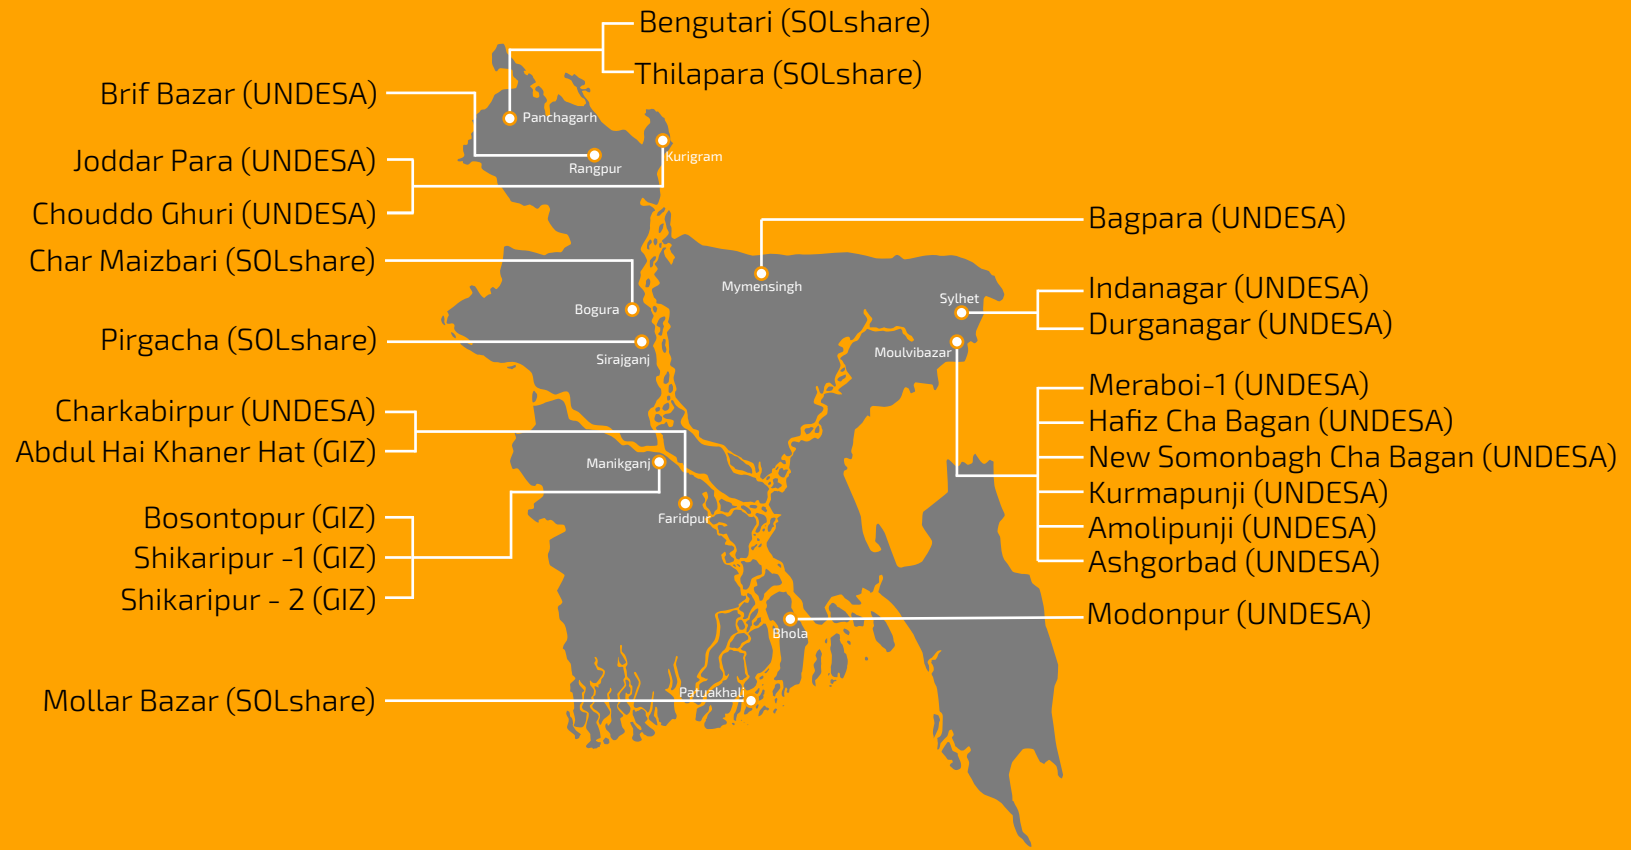 Bengutari (SOLshare)
Thilapara (SOLshare)
Brif Bazar (UNDESA)
Joddar Para (UNDESA)
Chouddo Ghuri (UNDESA)
Char Maizbari (SOLshare)
Pirgacha (SOLshare)
Charkabirpur (UNDESA)
Abdul Hai Khaner Hat (GIZ)
Bosontopur (GIZ)
Shikaripur -1 (GIZ)
Shikaripur - 2 (GIZ)
Mollar Bazar (SOLshare)
Panchagarh
Rangpur
Kurigram
Bogura
Sirajganj
Mymensingh
Sylhet
Moulvibazar
Manikganj
Faridpur
Bhola
Patuakhali
Bagpara (UNDESA)
Indanagar (UNDESA)
Durganagar (UNDESA)
Meraboi-1 (UNDESA)
Hafiz Cha Bagan (UNDESA)
New Somonbagh Cha Bagan (UNDESA)
Kurmapunji (UNDESA)
Amolipunji (UNDESA)
Ashgorbad (UNDESA)
Modonpur (UNDESA)